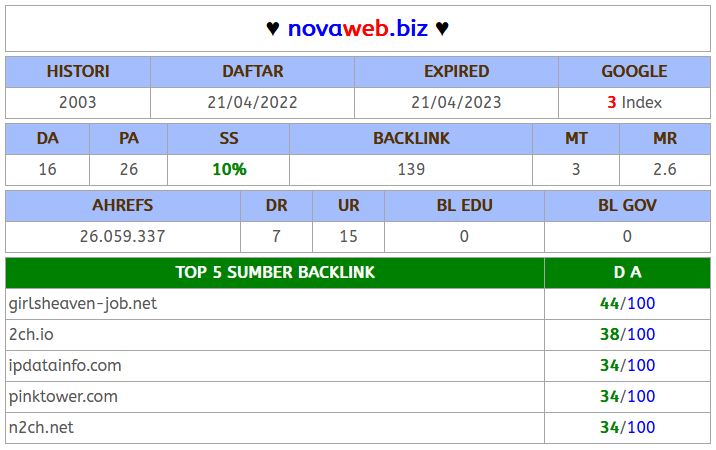 ♥ novaweb.biz ♥
HISTORI DAFTAR EXPIRED GOOGLE
2003 21/04/2022 21/04/2023 3 Index
DA PA SS BACKLINK MT MR
16 26 10% 139 3 2.6
AHREFS DR UR BL EDU BL GOV
26.059.337 7 15 0 0
TOP 5 SUMBER BACKLINK D A
girlsheaven-job.net 44/100
2ch.io 38/100
ipdatainfo.com 34/100
pinktower.com 34/100
n2ch.net 34/100